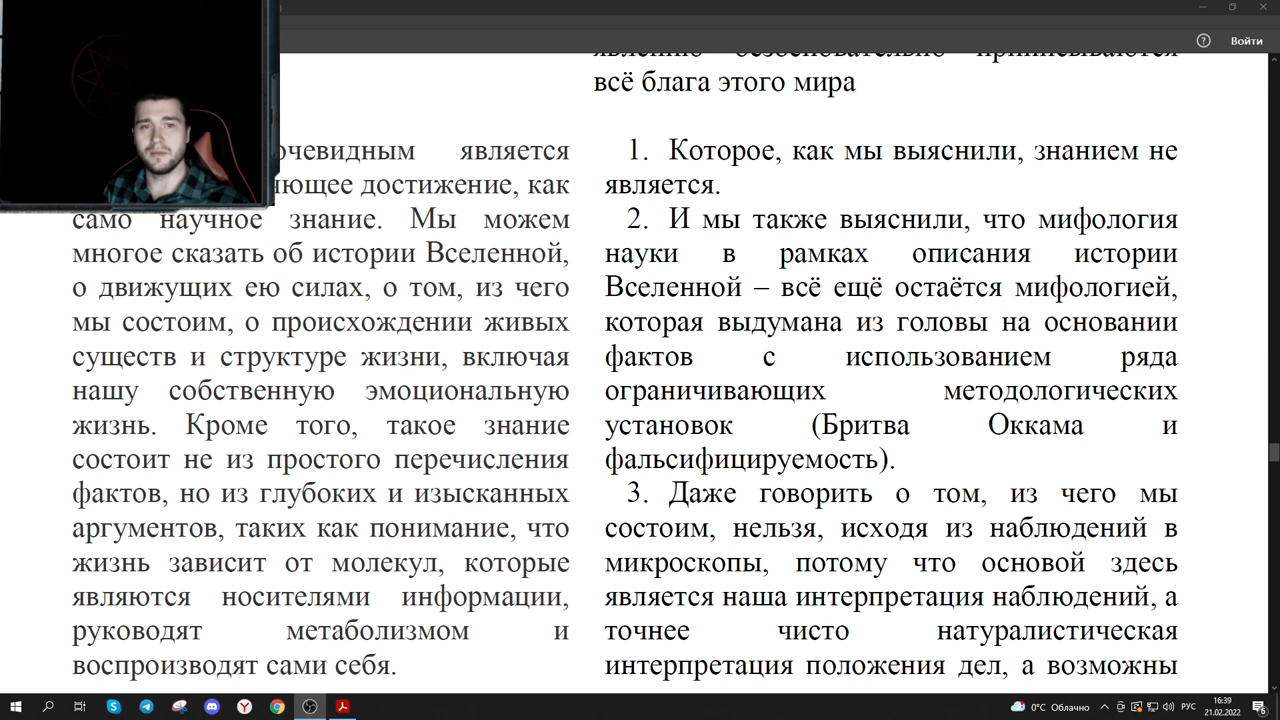 Войти
явлению безосновательно приписываются
всё блага этого мира
очевидным является
достижение, как
само научное знание. Мы можем
многое сказать об истории Вселенной,
о движущих ею силах, о том, из чего
мы состоим, о происхождении живых
существ и структуре жизни, включая
нашу собственную эмоциональную
жизнь. Кроме того, такое знание
состоит не из простого перечисления
фактов, но из глубоких и изысканных
аргументов, таких как понимание, что
жизнь зависит от молекул, которые
являются носителями информации,
руководят метаболизмом и
воспроизводят сами себя.
1. Которое, как мы выяснили, знанием не
является.
2. И мы также выяснили, что мифология
науки в рамках описания истории
Вселенной – всё ещё остаётся мифологией,
которая выдумана из головы на основании
фактов с использованием ряда
ограничивающих методологических
установок (Бритва Оккама и
фальсифицируемость).
3. Даже говорить о том, из чего мы
состоим, нельзя, исходя из наблюдений в
микроскопы, потому что основой здесь
является наша интерпретация наблюдений, а
точнее чисто натуралистическая
интерпретация положения дел, а возможны
0°C Облачно
РУС
16:39
21.02.2022